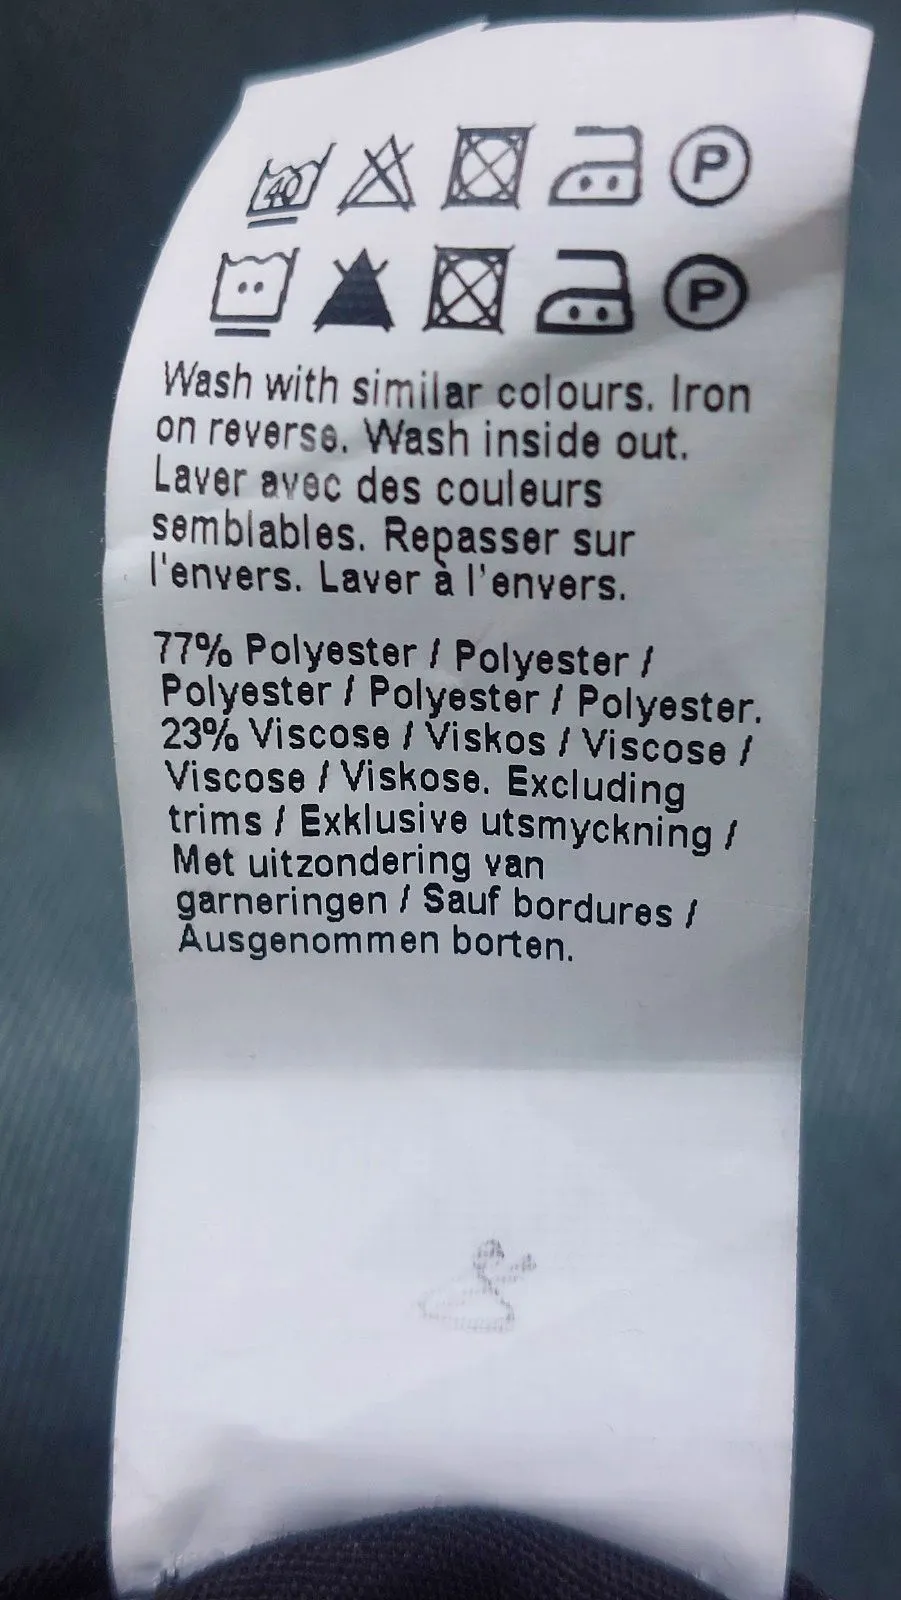 40 P
P
Wash with similar colours. Iron
on reverse. Wash inside out.
Laver avec des couleurs
semblables. Repasser sur
l'envers. Laver à l'envers.
77% Polyester / Polyester /
Polyester / Polyester / Polyester.
23% Viscose / Viskos / Viscose /
Viscose / Viskose. Excluding
trims / Exklusive utsmyckning /
Met uitzondering van
garneringen / Sauf bordures /
Ausgenommen borten.